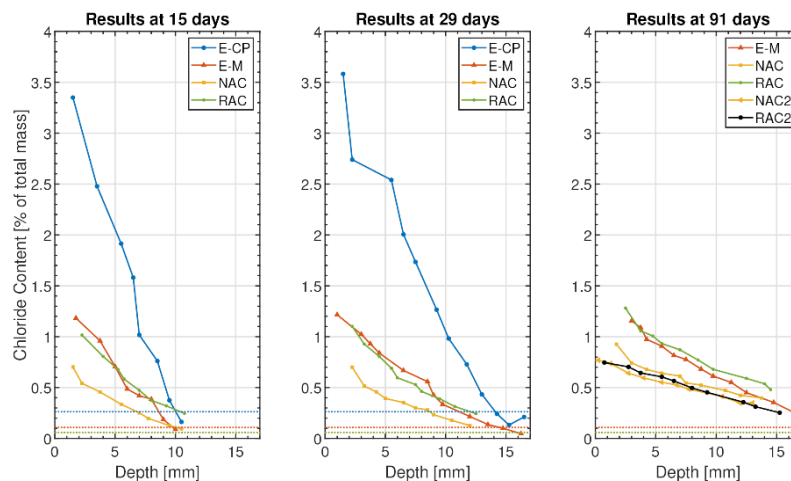 Results at 15 days
Results at 29 days
Results at 91 days
Chloride Content [% of total mass]
4
3.5
3
2.5
2
1.5
1
0.5
0
0
5
10
15
Depth [mm]
E-CP
E-M
NAC
RAC
4
3.5
3
2.5
2
1.5
1
0.5
0
0
5
10
15
Depth [mm]
E-CP
E-M
NAC
RAC
4
3.5
3
2.5
2
1.5
1
0.5
0
0
5
10
15
Depth [mm]
E-M
NAC
RAC
NAC2
RAC2